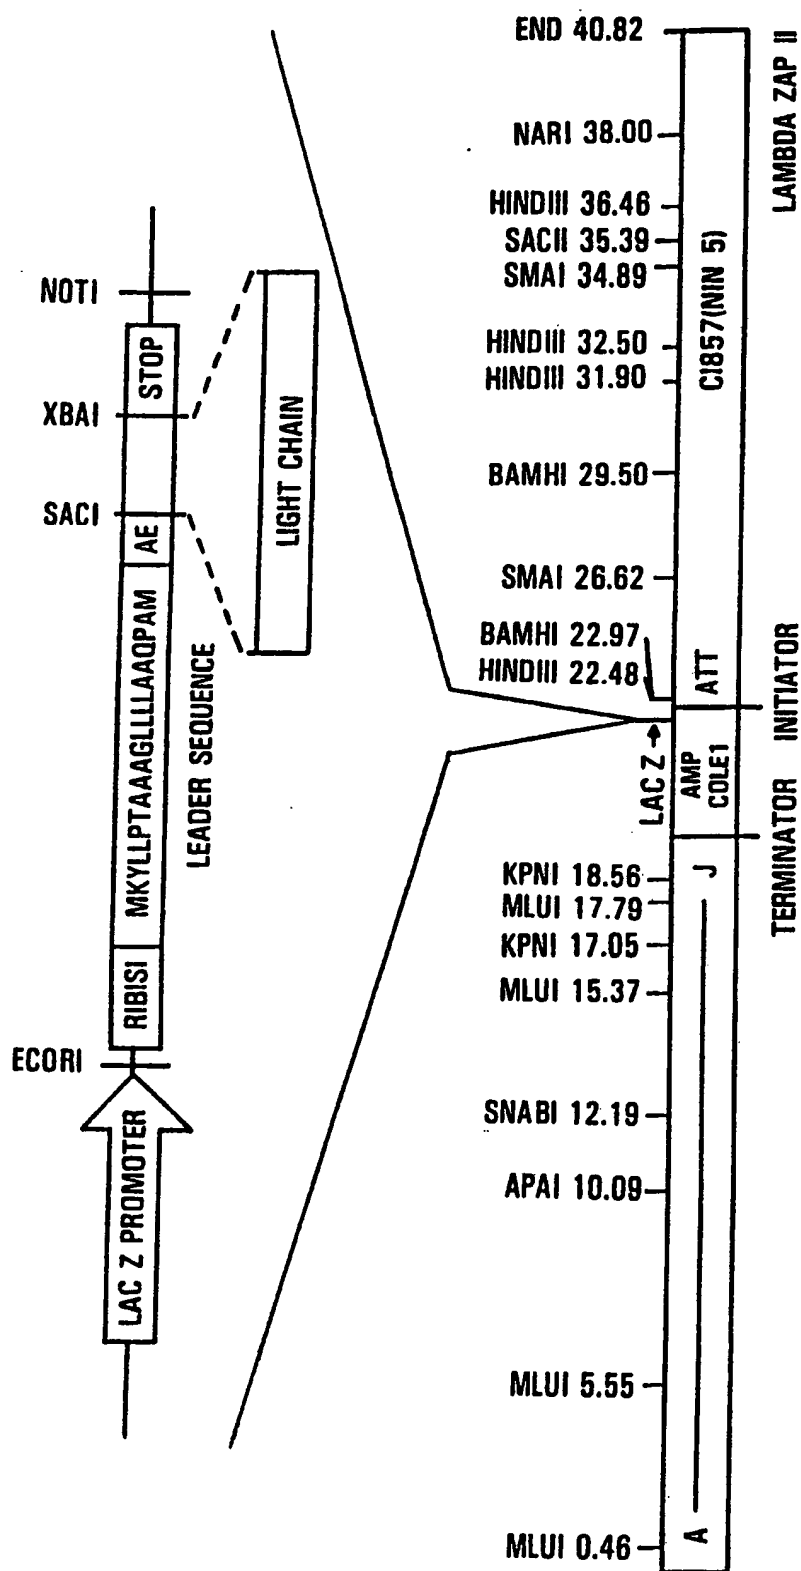 NOTI
XBAI
SACI
ECORI
STOP
AE
MKYLLPTAAAGLLLLAAQPAM
RIBISI
LAC Z PROMOTER
LEADER SEQUENCE
LIGHT CHAIN
END 40.82
NARI 38.00
HINDIII 36.46
SACII 35.39
SMAI 34.89
HINDIII 32.50
HINDIII 31.90
BAMHI 29.50
SMAI 26.62
BAMHI 22.97
HINDIII 22.48
LAC Z
KPNI 18.56
MLUI 17.79
KPNI 17.05
MLUI 15.37
SNABI 12.19
APAI 10.09
MLUI 5.55
MLUI 0.46
CI857(NIN 5)
ATT
AMP
COLE1
J
A
LAMBDA ZAP II
INITIATOR
TERMINATOR